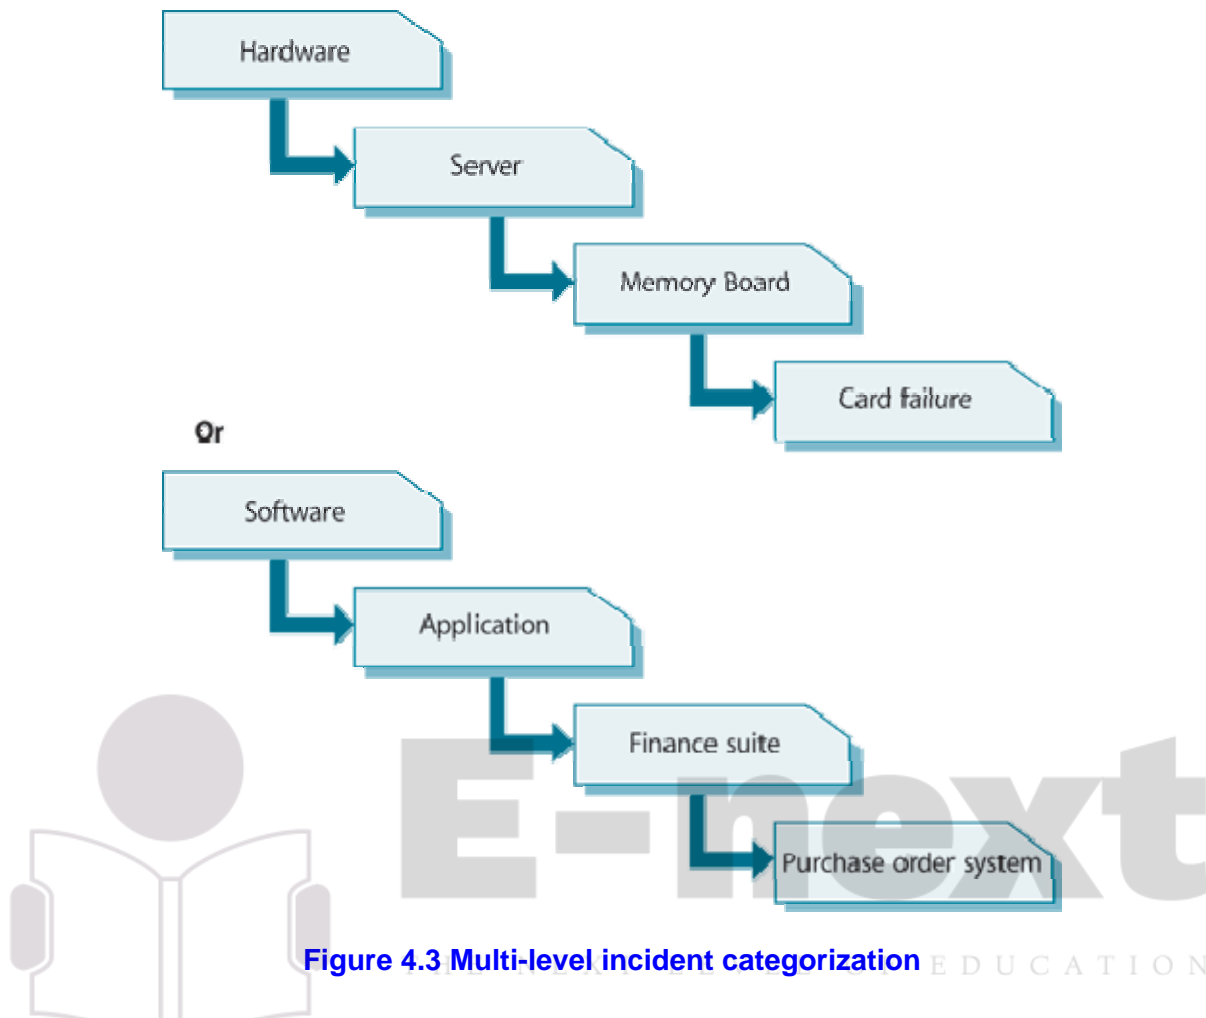 Hardware
Server
Memory Board
Card failure
Or
Software
Application
Finance suite
Purchase order system
E-next
Figure 4.3 Multi-level incident categorization
EDUCATION